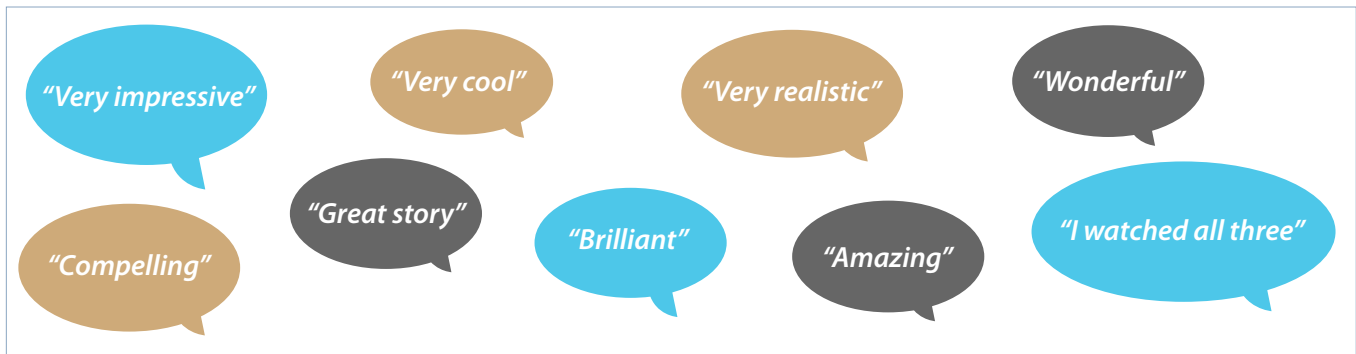 “Very impressive”
“Very cool”
“Very realistic”
“Wonderful”
“Compelling”
“Great story”
“Brilliant”
“Amazing”
“I watched all three”